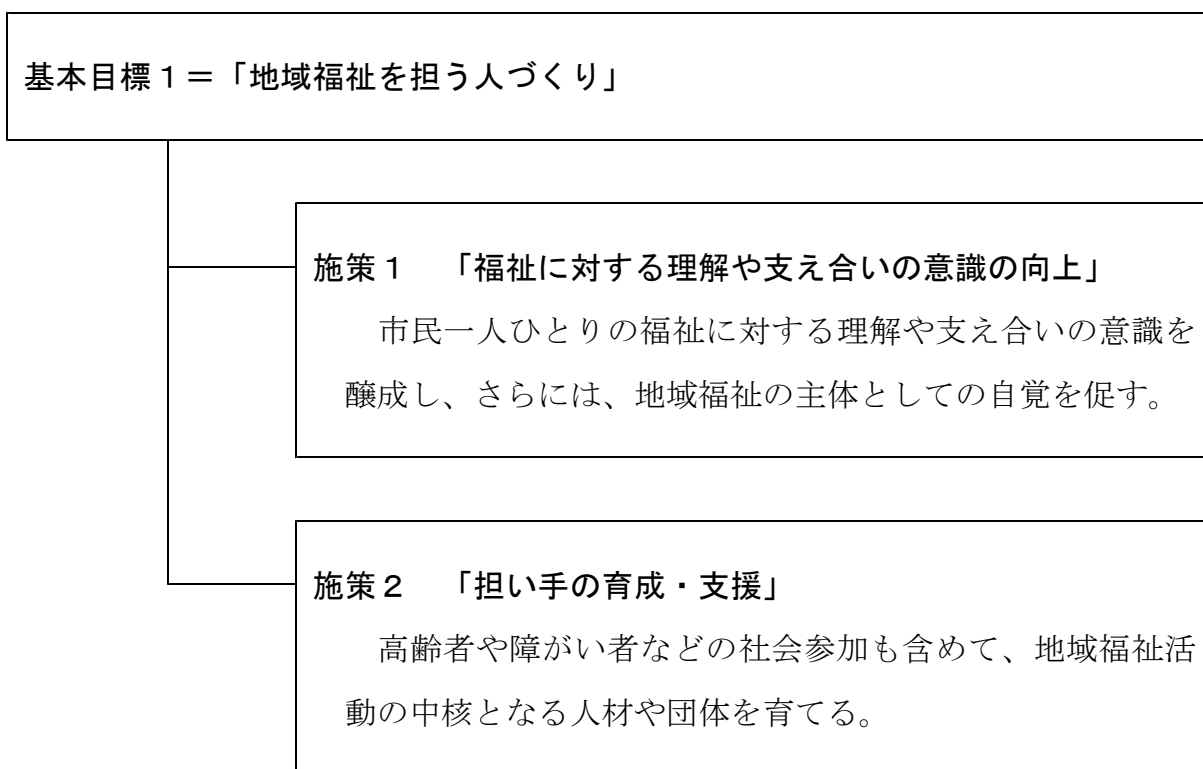 基本目標１＝「地域福祉を担う人づくり」
施策１　「福祉に対する理解や支え合いの意識の向上」
市民一人ひとりの福祉に対する理解や支え合いの意識を
醸成し、さらには、地域福祉の主体としての自覚を促す。
施策２　「担い手の育成・支援」
高齢者や障がい者などの社会参加も含めて、地域福祉活
動の中核となる人材や団体を育てる。